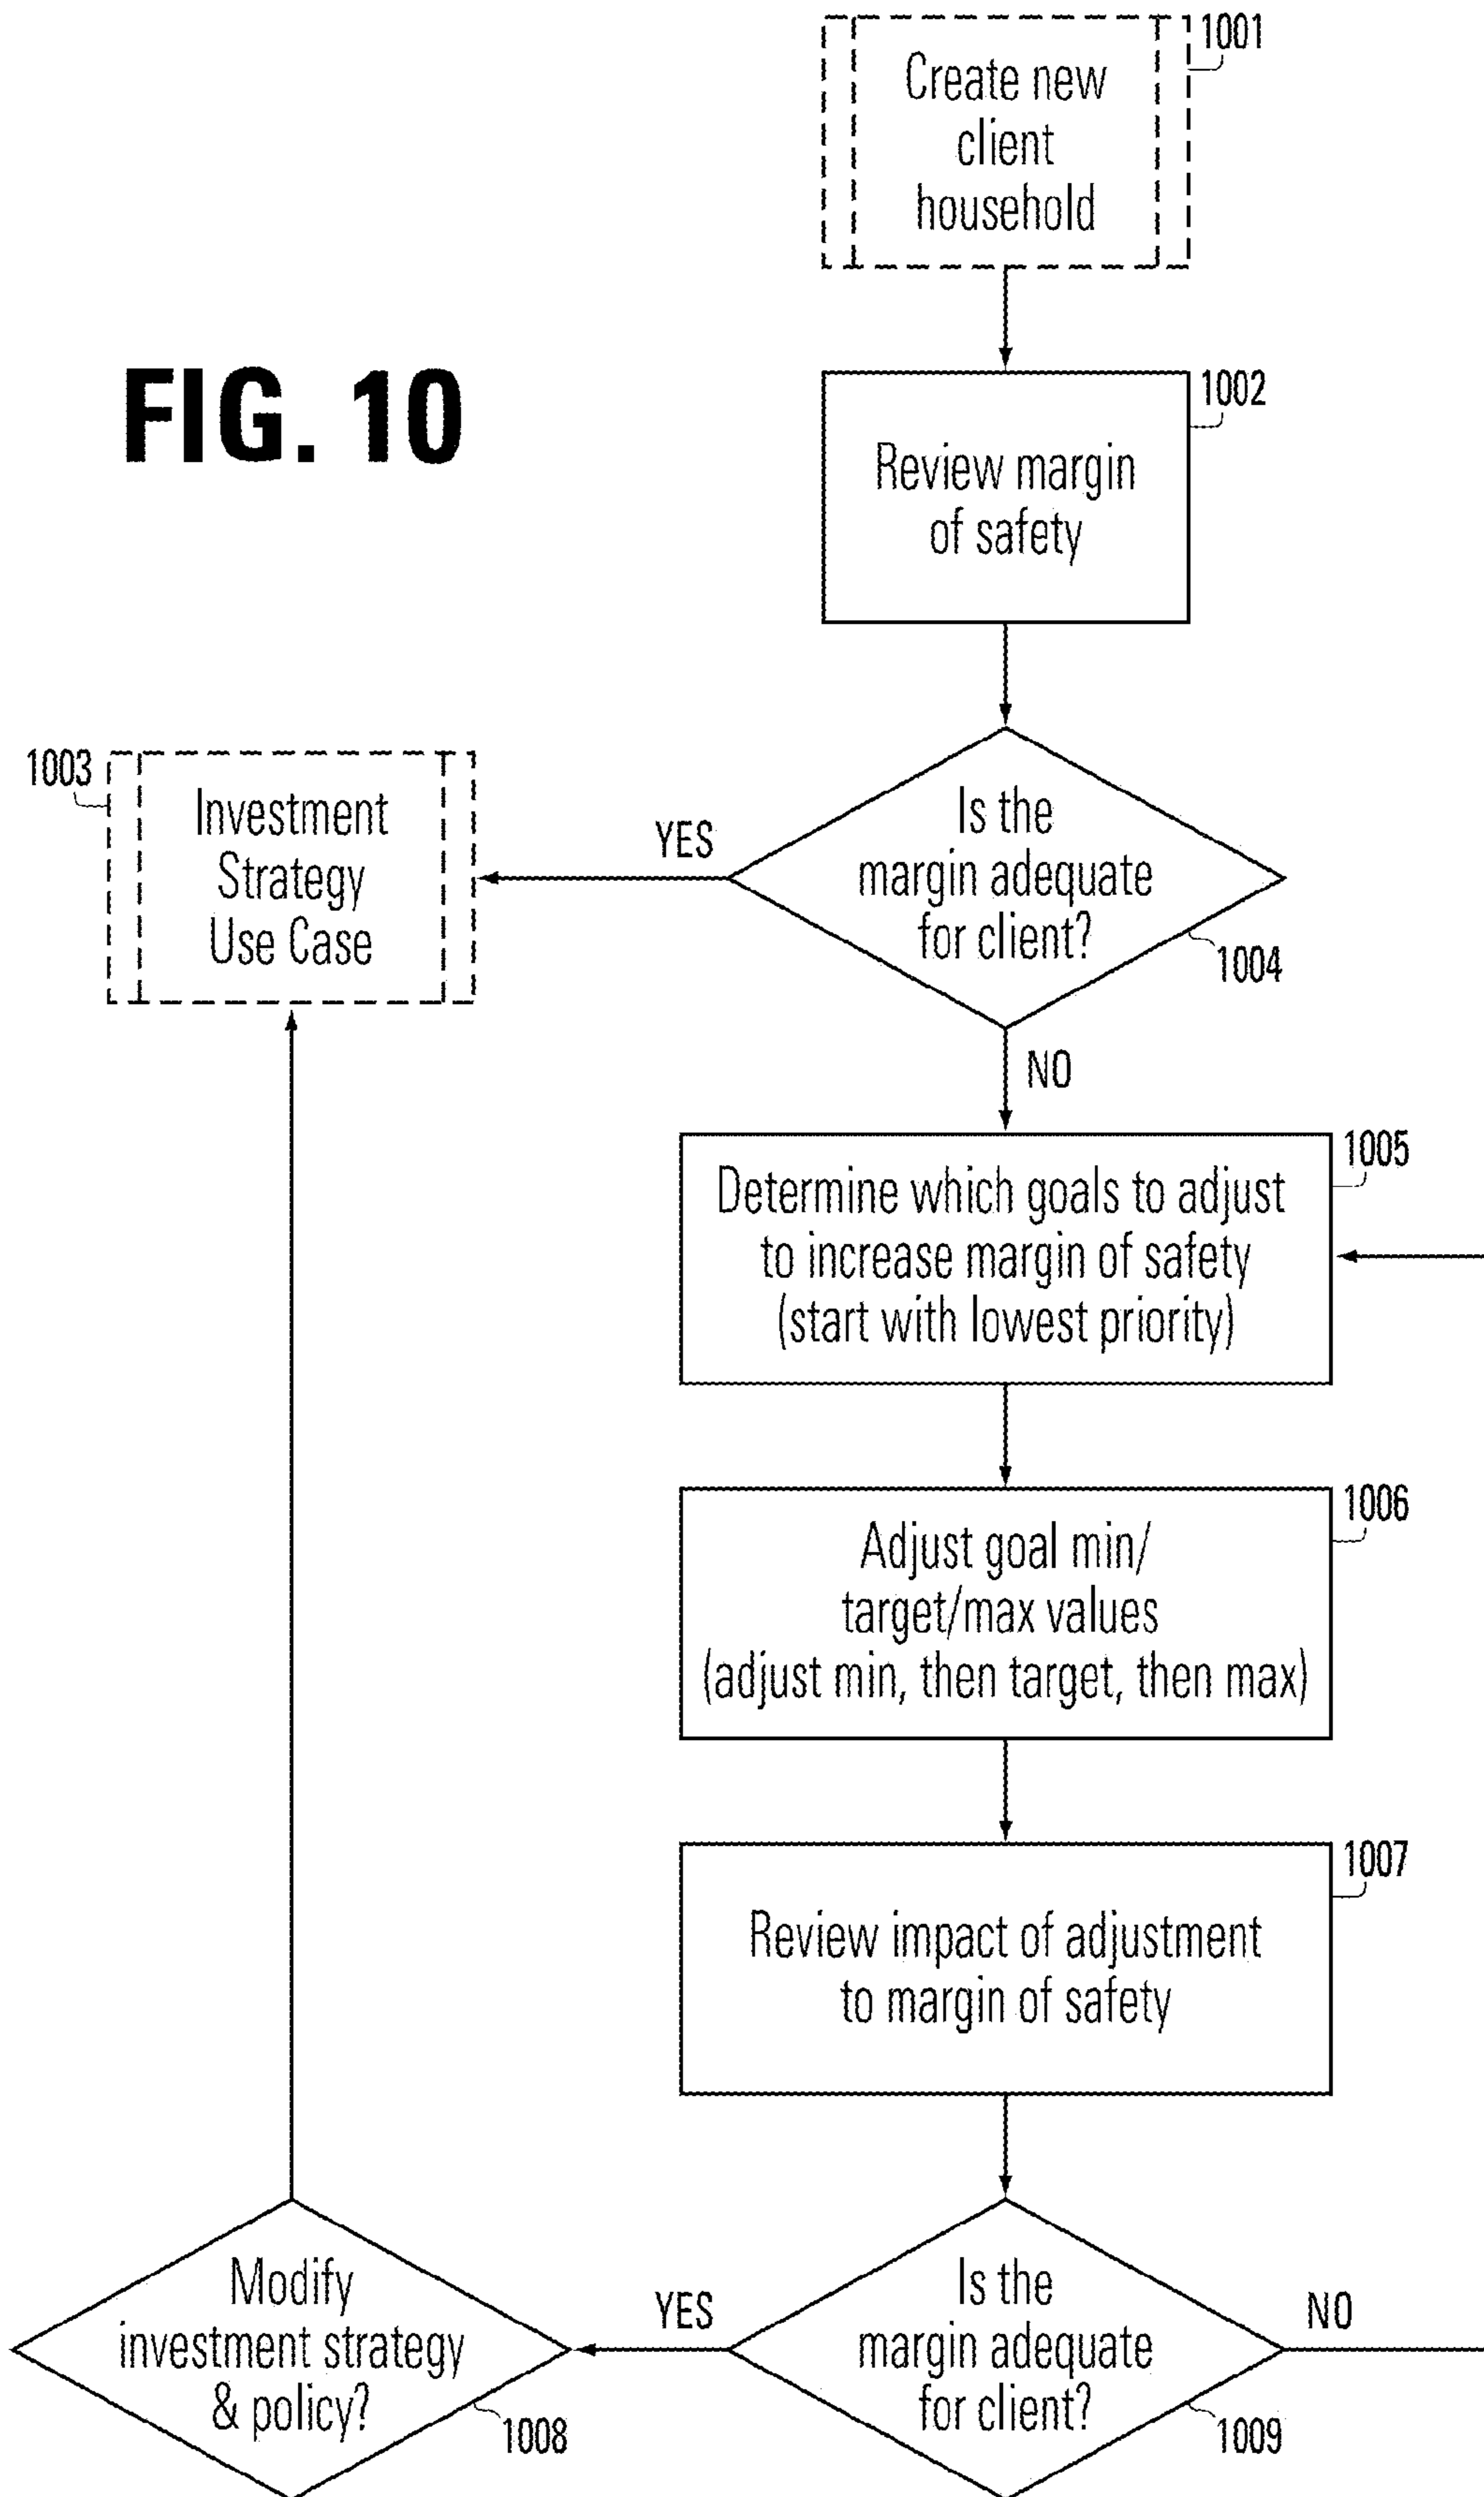 1001
Create new
client
household
FIG. 10
1002
Review margin
of safety
1003
Investment
Strategy
Use Case
YES
Is the
margin adequate
for client?
1004
NO
1005
Determine which goals to adjust
to increase margin of safety
(start with lowest priority)
1006
Adjust goal min/
target/max values
(adjust min, then target, then max)
1007
Review impact of adjustment
to margin of safety
Modify
investment strategy
& policy?
1008
YES
Is the
margin adequate
for client?
1009
NO